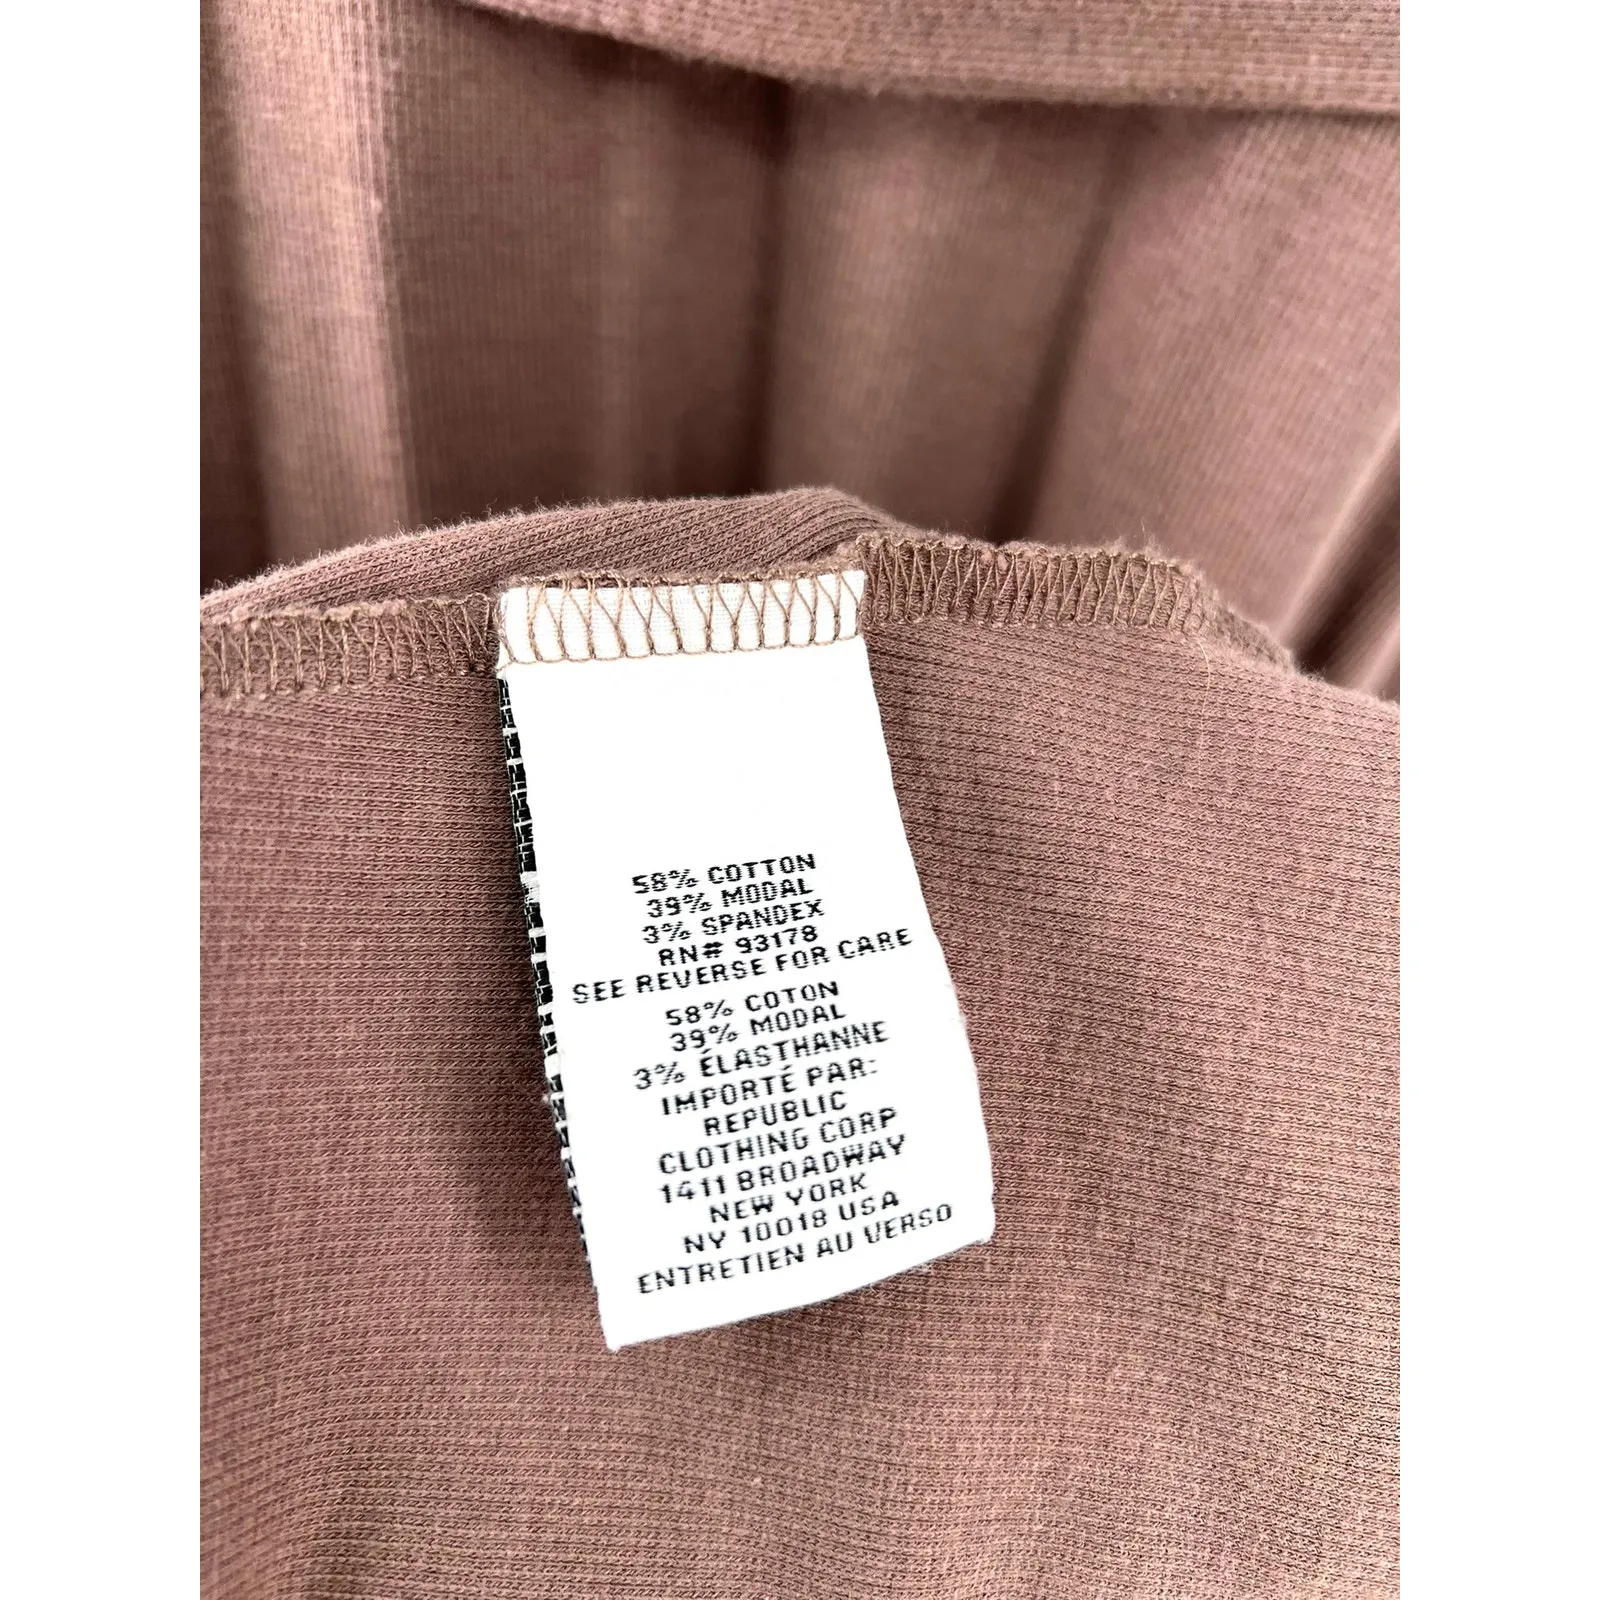 58% COTTON
39% MODAL
3% SPANDEX
RN# 93178
SEE REVERSE FOR CARE
58% COTON
39% MODAL
3% ÉLASTHANNE
IMPORTÉ PAR:
REPUBLIC
CLOTHING CORP
1411 BROADWAY
NEW YORK
NY 10018 USA
ENTRETIEN AU VERSO